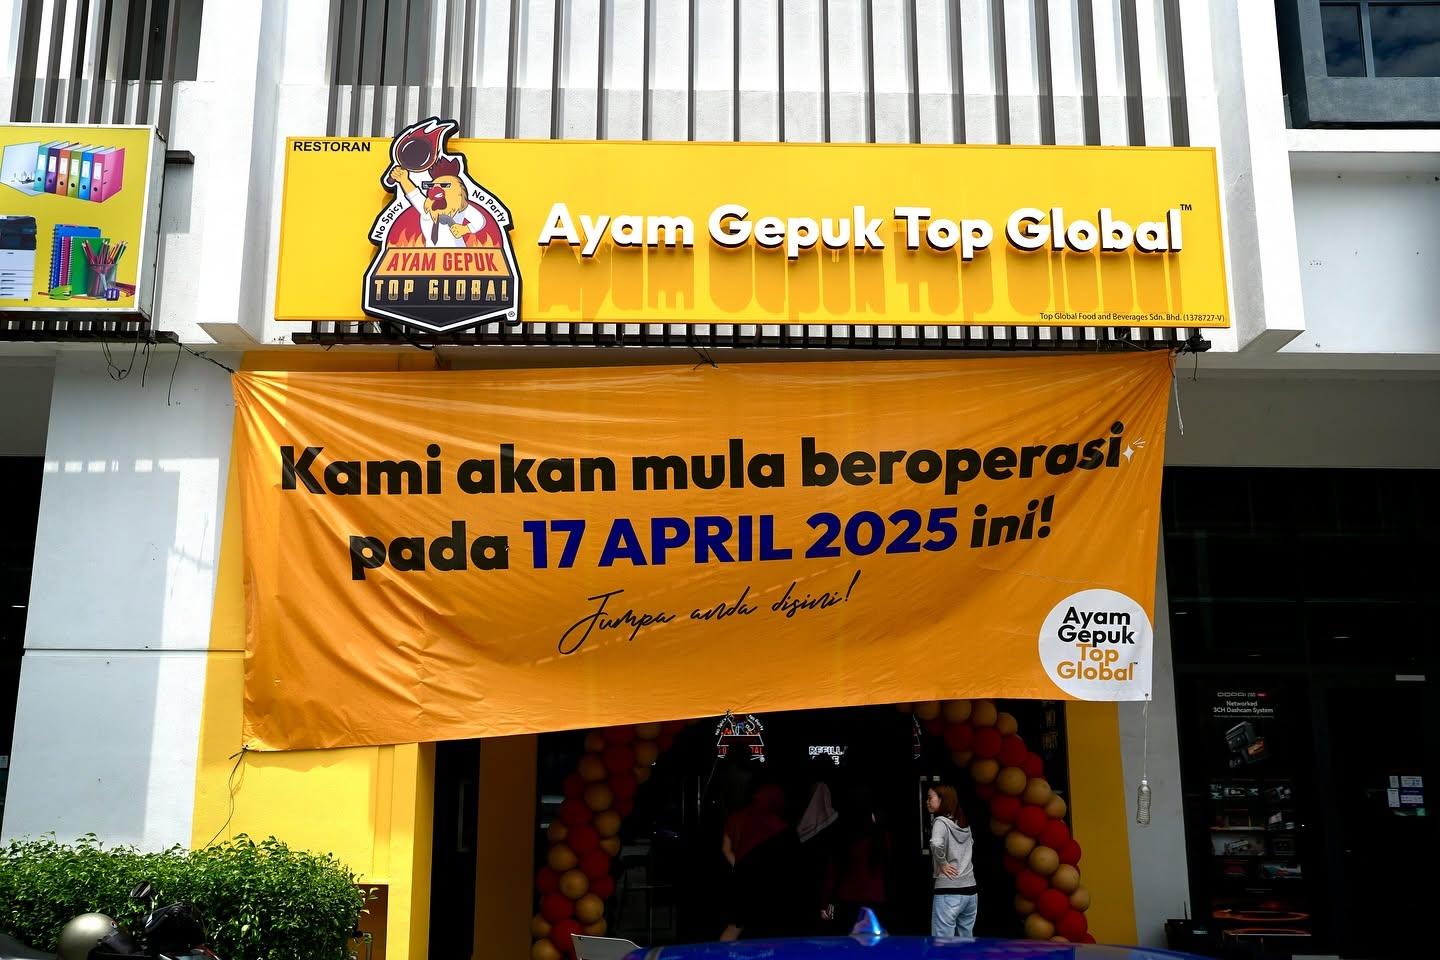 RESTORAN
No Spicy
No Party
AYAM GEPUK
TOP GLOBAL
®
Ayam Gepuk Top Global™
Top Global Food and Beverages Sdn. Bhd. (1378727-V)
Kami akan mula beroperasi
pada 17 APRIL 2025 ini!
Jumpa anda disini!
Ayam
Gepuk
Top
Global™
No Party
REFILL
Networked
3CH Dashcam System